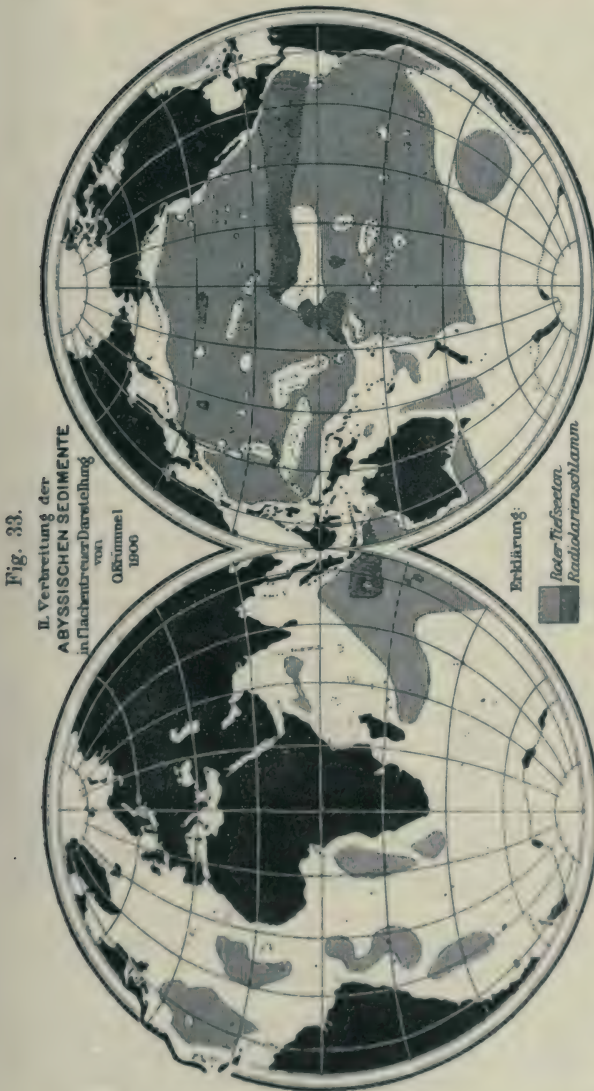 Fig. 33.
II. Verbreitung der
ABYSSISCHEN SEDIMENTE
in flächentreuer Darstellung
von
O.Krümmel
1906
Erklärung:
Roter Tiefseeton
Radiolarienschlamm